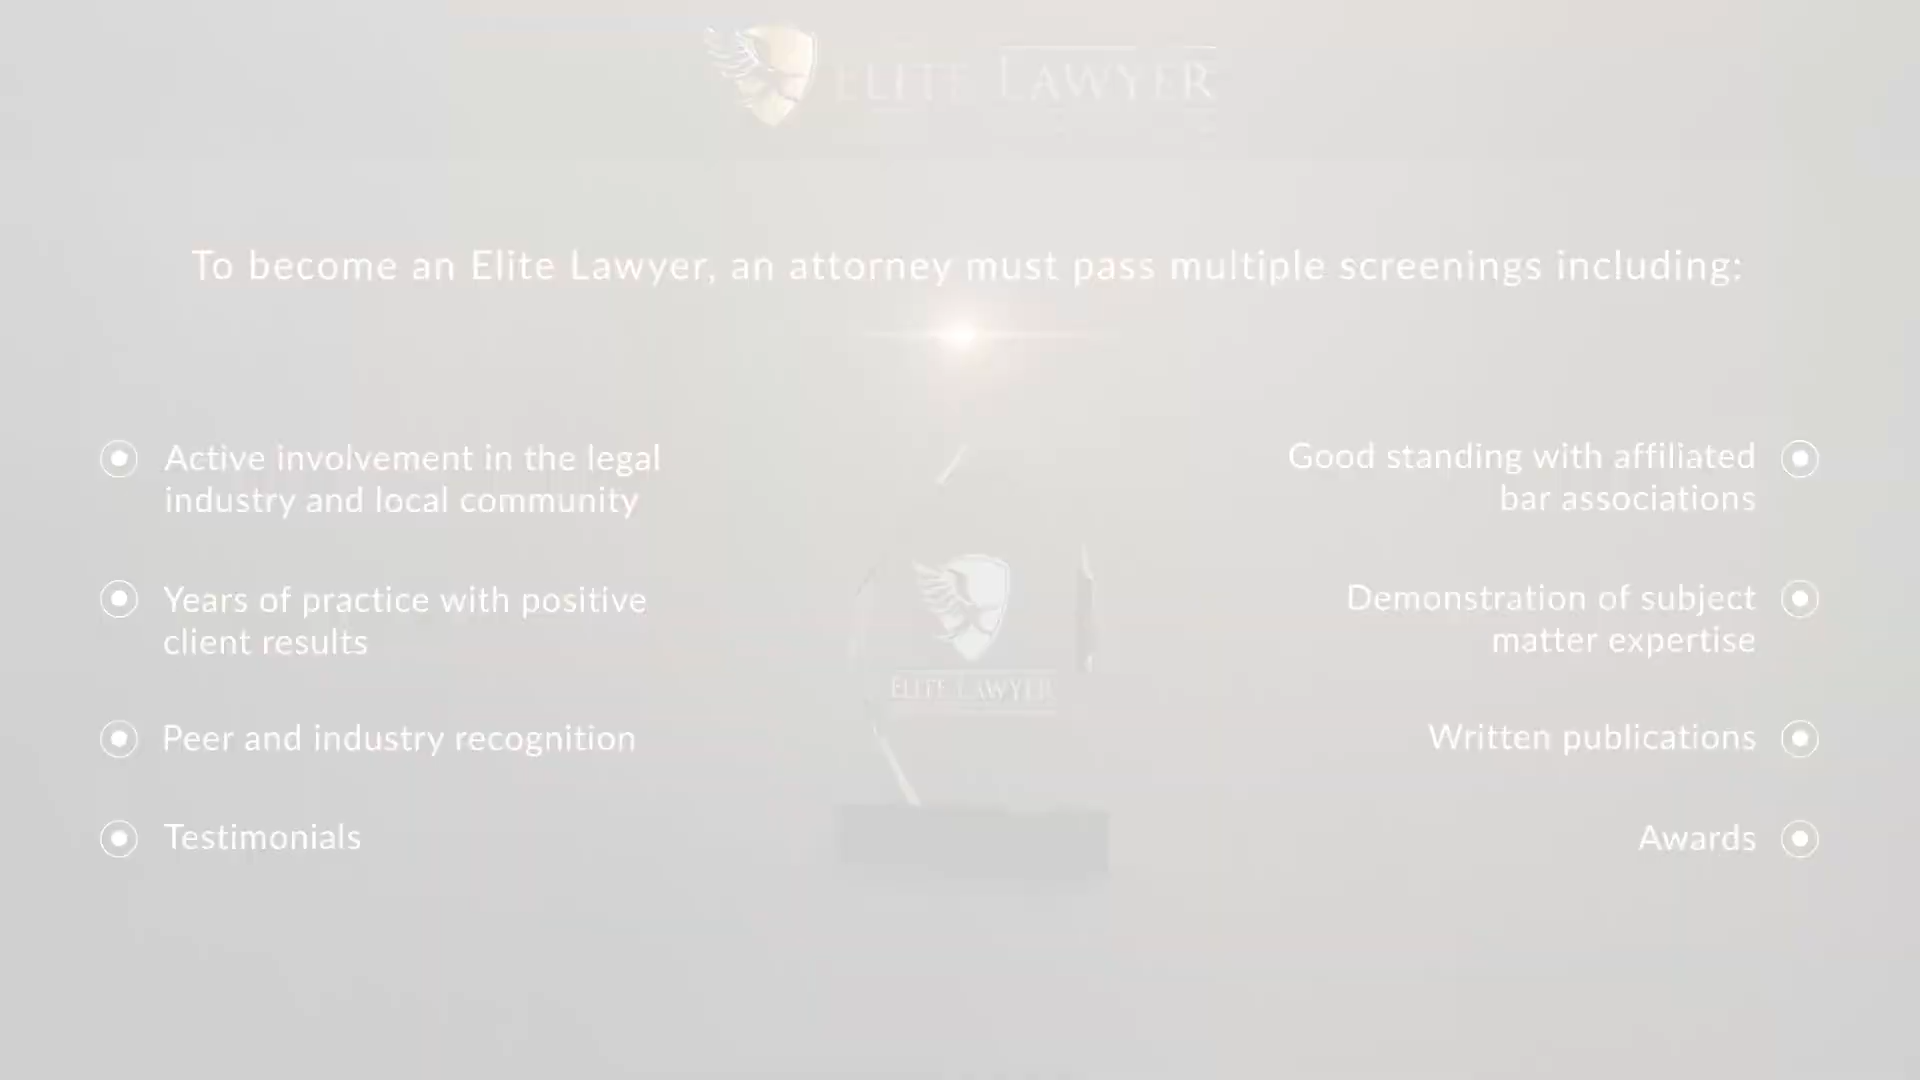 ELITE LAWYER
To become an Elite Lawyer, an attorney must pass multiple screenings including:
Active involvement in the legal
industry and local community
Years of practice with positive
client results
Peer and industry recognition
Testimonials
Good standing with affiliated
bar associations
Demonstration of subject
matter expertise
Written publications
Awards
ELITE LAWYER